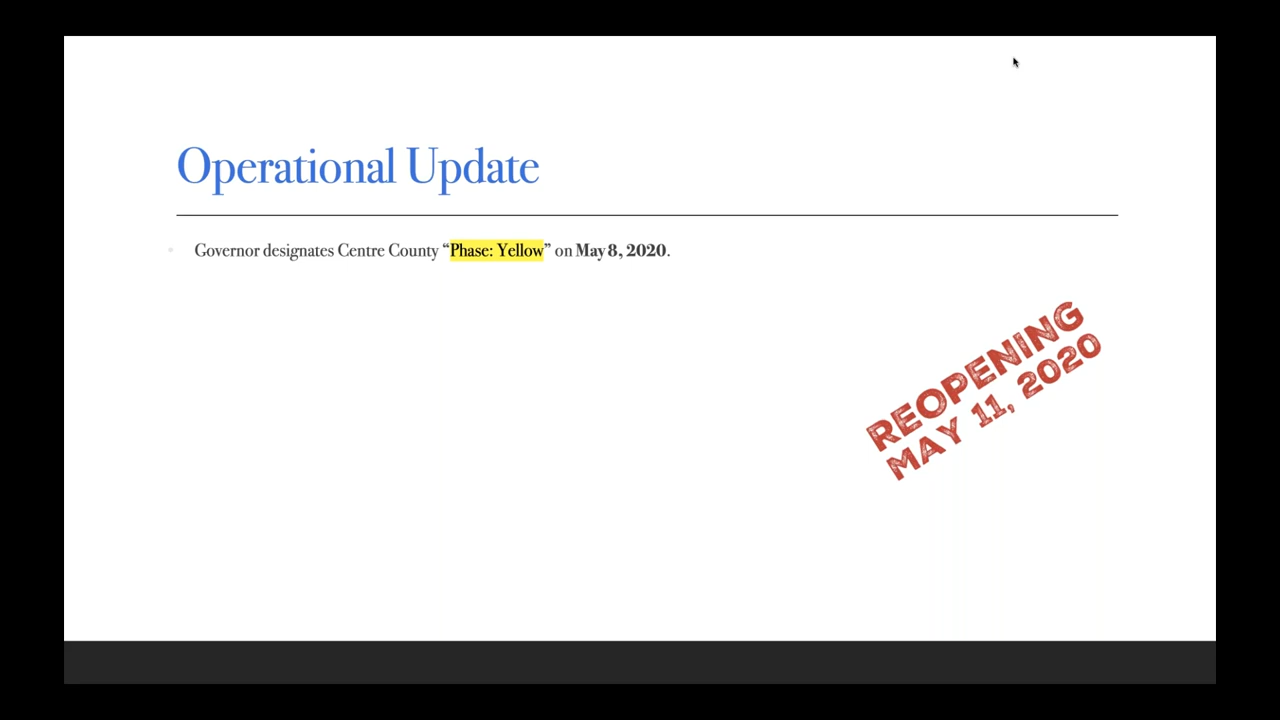 Operational Update
Governor designates Centre County “Phase: Yellow” on May 8, 2020.
REOPENING
MAY 11, 2020